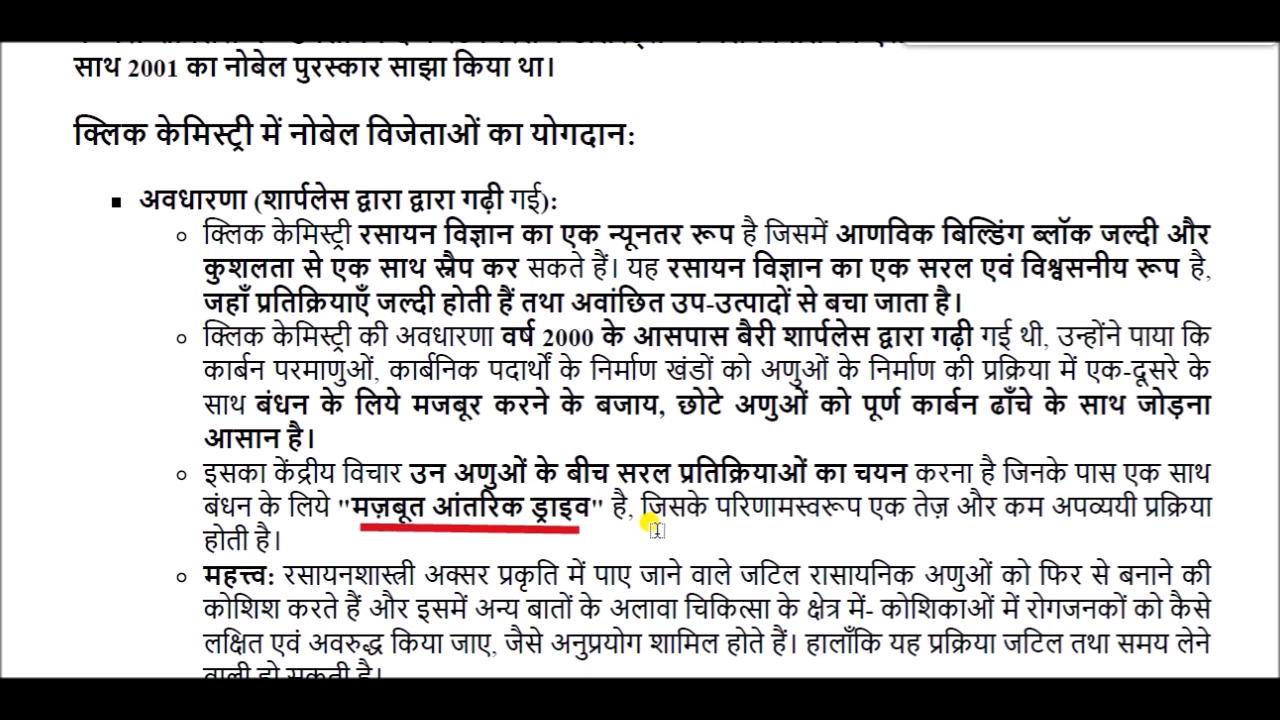 साथ 2001 का नोबेल पुरस्कार साझा किया था।
क्लिक केमिस्ट्री में नोबेल विजेताओं का योगदान:
▪ अवधारणा (शार्पलेस द्वारा द्वारा गढ़ी गई):
○ क्लिक केमिस्ट्री रसायन विज्ञान का एक न्यूनतर रूप है जिसमें आणविक बिल्डिंग ब्लॉक जल्दी और
कुशलता से एक साथ स्नैप कर सकते हैं। यह रसायन विज्ञान का एक सरल एवं विश्वसनीय रूप है,
जहाँ प्रतिक्रियाएँ जल्दी होती हैं तथा अवांछित उप-उत्पादों से बचा जाता है।
○ क्लिक केमिस्ट्री की अवधारणा वर्ष 2000 के आसपास बैरी शार्पलेस द्वारा गढ़ी गई थी, उन्होंने पाया कि
कार्बन परमाणुओं, कार्बनिक पदार्थों के निर्माण खंडों को अणुओं के निर्माण की प्रक्रिया में एक-दूसरे के
साथ बंधन के लिये मजबूर करने के बजाय, छोटे अणुओं को पूर्ण कार्बन ढाँचे के साथ जोड़ना
आसान है।
○ इसका केंद्रीय विचार उन अणुओं के बीच सरल प्रतिक्रियाओं का चयन करना है जिनके पास एक साथ
बंधन के लिये "मज़बूत आंतरिक ड्राइव" है, जिसके परिणामस्वरूप एक तेज़ और कम अपव्ययी प्रक्रिया
होती है।
○ महत्त्व: रसायनशास्त्री अक्सर प्रकृति में पाए जाने वाले जटिल रासायनिक अणुओं को फिर से बनाने की
कोशिश करते हैं और इसमें अन्य बातों के अलावा चिकित्सा के क्षेत्र में- कोशिकाओं में रोगजनकों को कैसे
लक्षित एवं अवरुद्ध किया जाए, जैसे अनुप्रयोग शामिल होते हैं। हालाँकि यह प्रक्रिया जटिल तथा समय लेने
वाली हो सकती है।